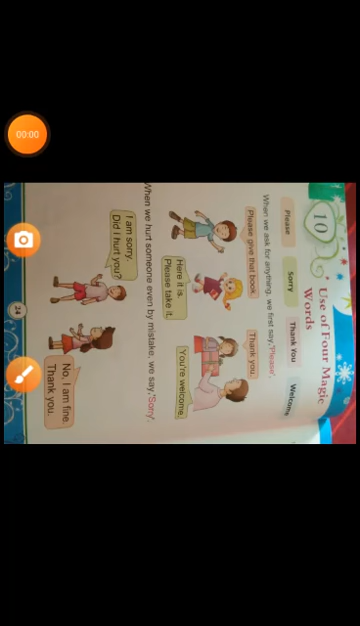 00:00
10
Use of Four Magic
Words
Please
Sorry
Thank You
Welcome
When we ask for anything, we first say,'Please'.
Please give that book.
Here it is.
Please take it.
Thank you.
You're welcome.
When we hurt someone even by mistake, we say,'Sorry'.
I am sorry.
Did I hurt you?
No, I am fine.
Thank you.
24